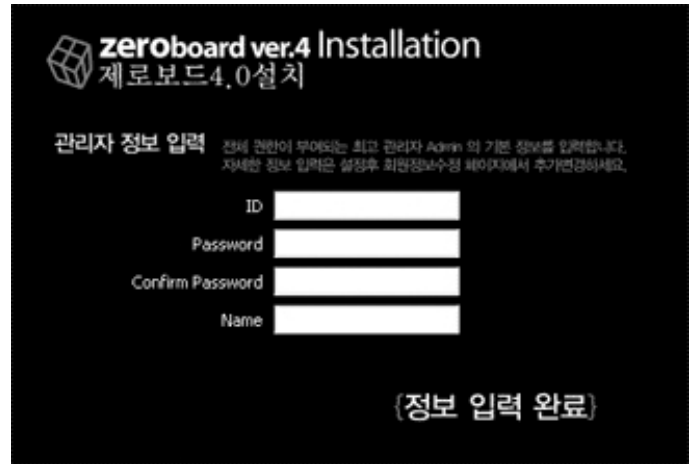 zeroboard ver.4 Installation
제로보드4.0설치
관리자 정보 입력
전체 권한이 부여되는 최고 관리자 Admin 의 기본 정보를 입력합니다.
자세한 정보 입력은 설정후 회원정보수정 페이지에서 추가변경하세요.
ID
Password
Confirm Password
Name
{정보 입력 완료}